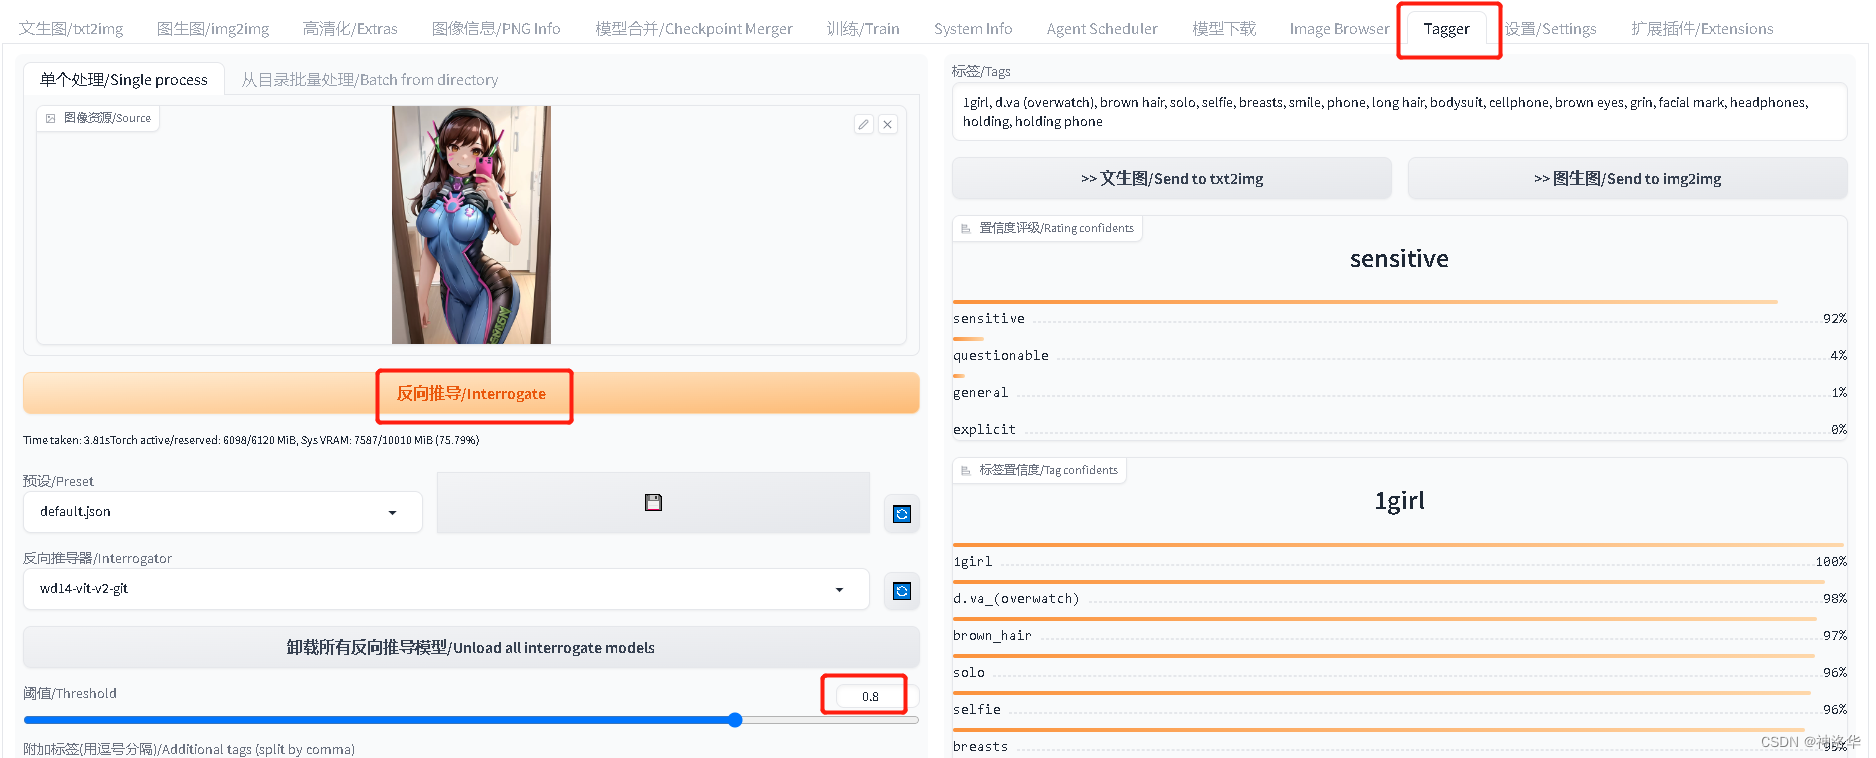 文生图/txt2img 图生图/img2img 高清化/Extras 图像信息/PNG Info 模型合并/Checkpoint Merger 训练/Train System Info Agent Scheduler 模型下载 Image Browser Tagger 设置/Settings 扩展插件/Extensions
单个处理/Single process 从目录批量处理/Batch from directory
图像资源/Source
反向推导/Interrogate
Time taken: 3.81sTorch active/reserved: 6098/6120 MiB, Sys VRAM: 7587/10010 MiB (75.79%)
预设/Preset
default.json
反向推导器/Interrogator
wd14-vit-v2-git
卸载所有反向推导模型/Unload all interrogate models
阈值/Threshold
0.8
附加标签(用逗号分隔)/Additional tags (split by comma)
标签/Tags
1girl, d.va (overwatch), brown hair, solo, selfie, breasts, smile, phone, long hair, bodysuit, cellphone, brown eyes, grin, facial mark, headphones,
holding, holding phone
>> 文生图/Send to txt2img >> 图生图/Send to img2img
置信度评级/Rating confidents
sensitive
sensitive 92%
questionable 4%
general 1%
explicit 0%
标签置信度/Tag confidents
1girl
1girl 100%
d.va_(overwatch) 98%
brown_hair 97%
solo 96%
selfie 96%
breasts 95%
CSDN @神洛华